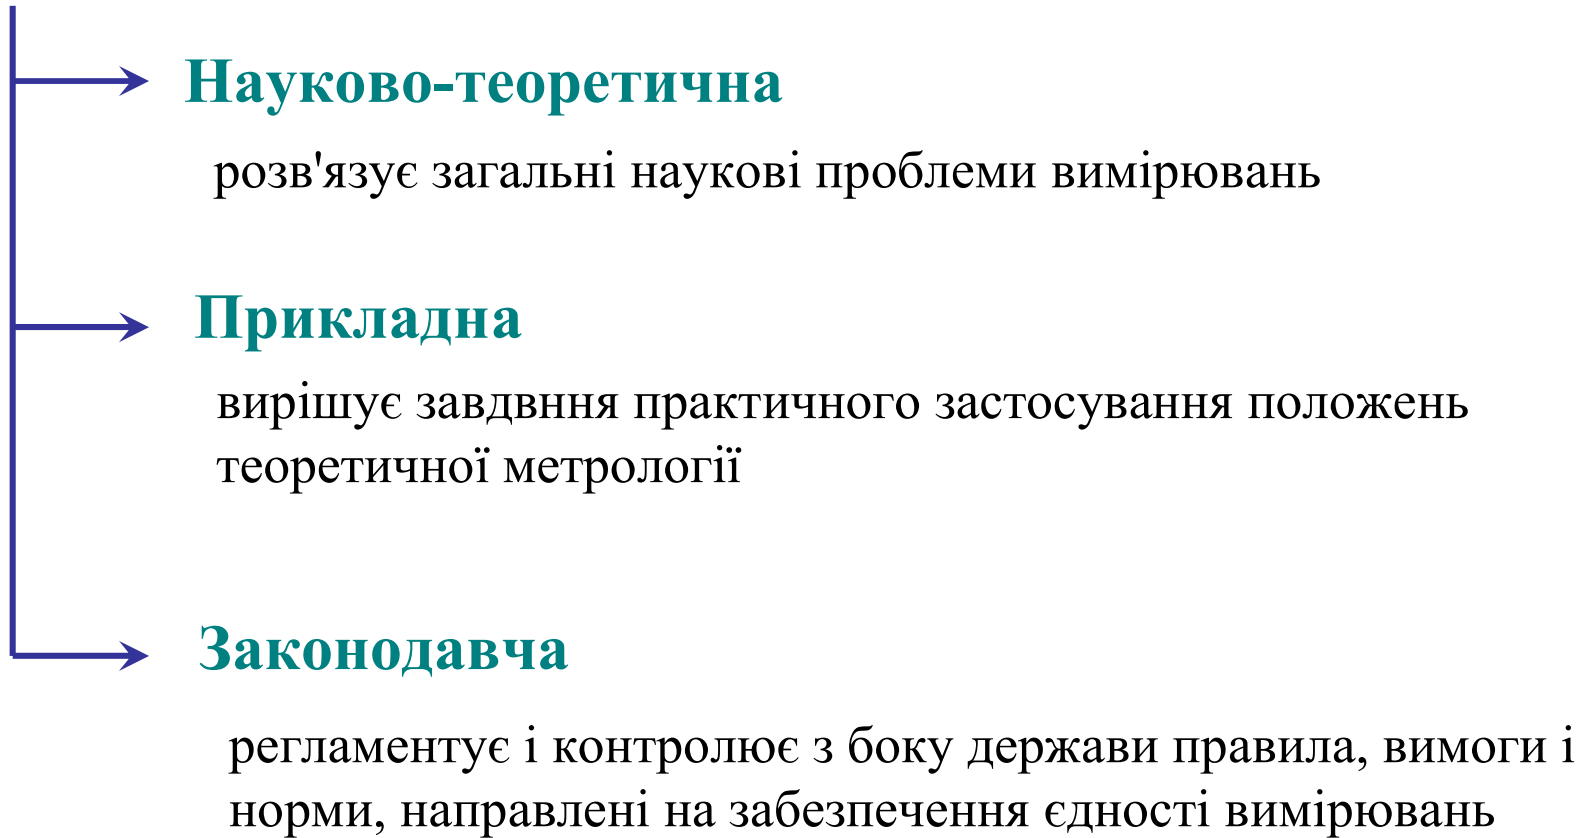 Науково-теоретична
розв'язує загальні наукові проблеми вимірювань
Прикладна
вирішує завдвння практичного застосування положень
теоретичної метрології
Законодавча
регламентує і контролює з боку держави правила, вимоги і
норми, направлені на забезпечення єдності вимірювань